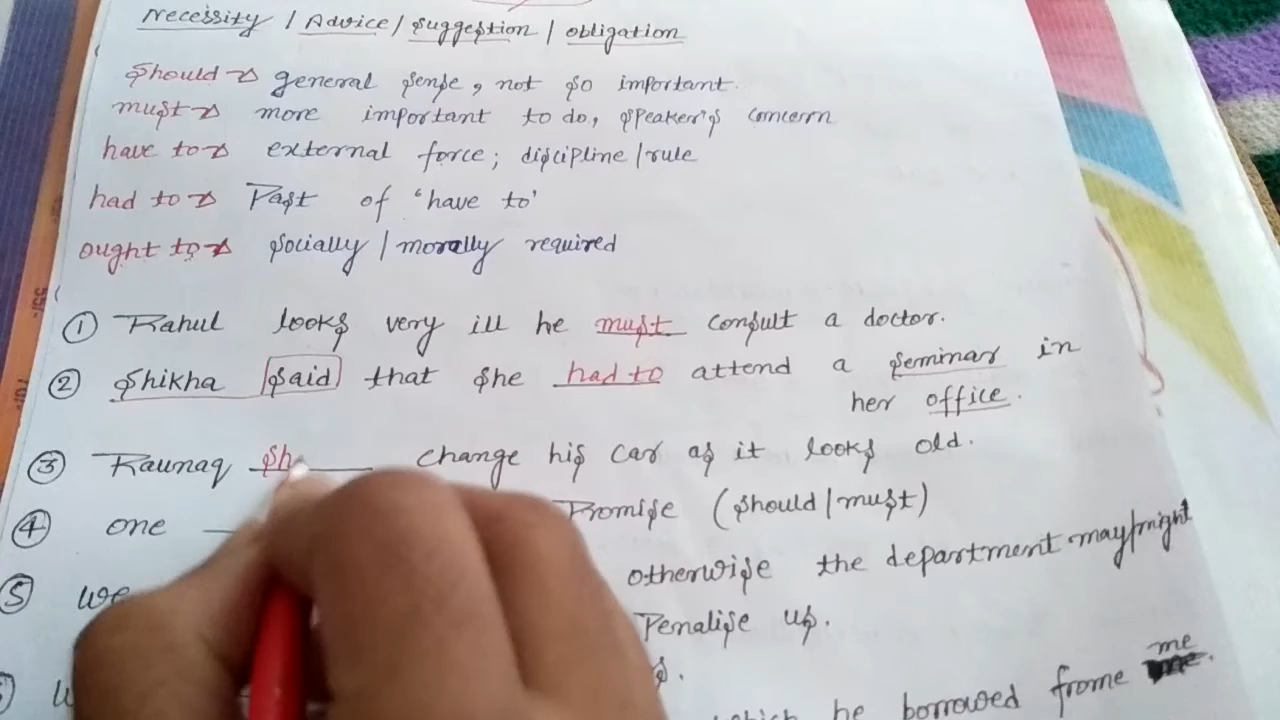 Necessity / Advice / suggestion / obligation
should → general sense, not so important.
must → more important to do, speaker's concern
have to → external force; discipline/rule
had to → Past of 'have to'
ought to → socially / morally required
① Rahul looks very ill he must consult a doctor.
② Shikha said that she had to attend a seminar in
her office.
③ Raunaq sh change his car as it looks old.
④ one Promise (should/must)
⑤ we otherwise the department may/might
Penalise us.
he borrowed frome me.